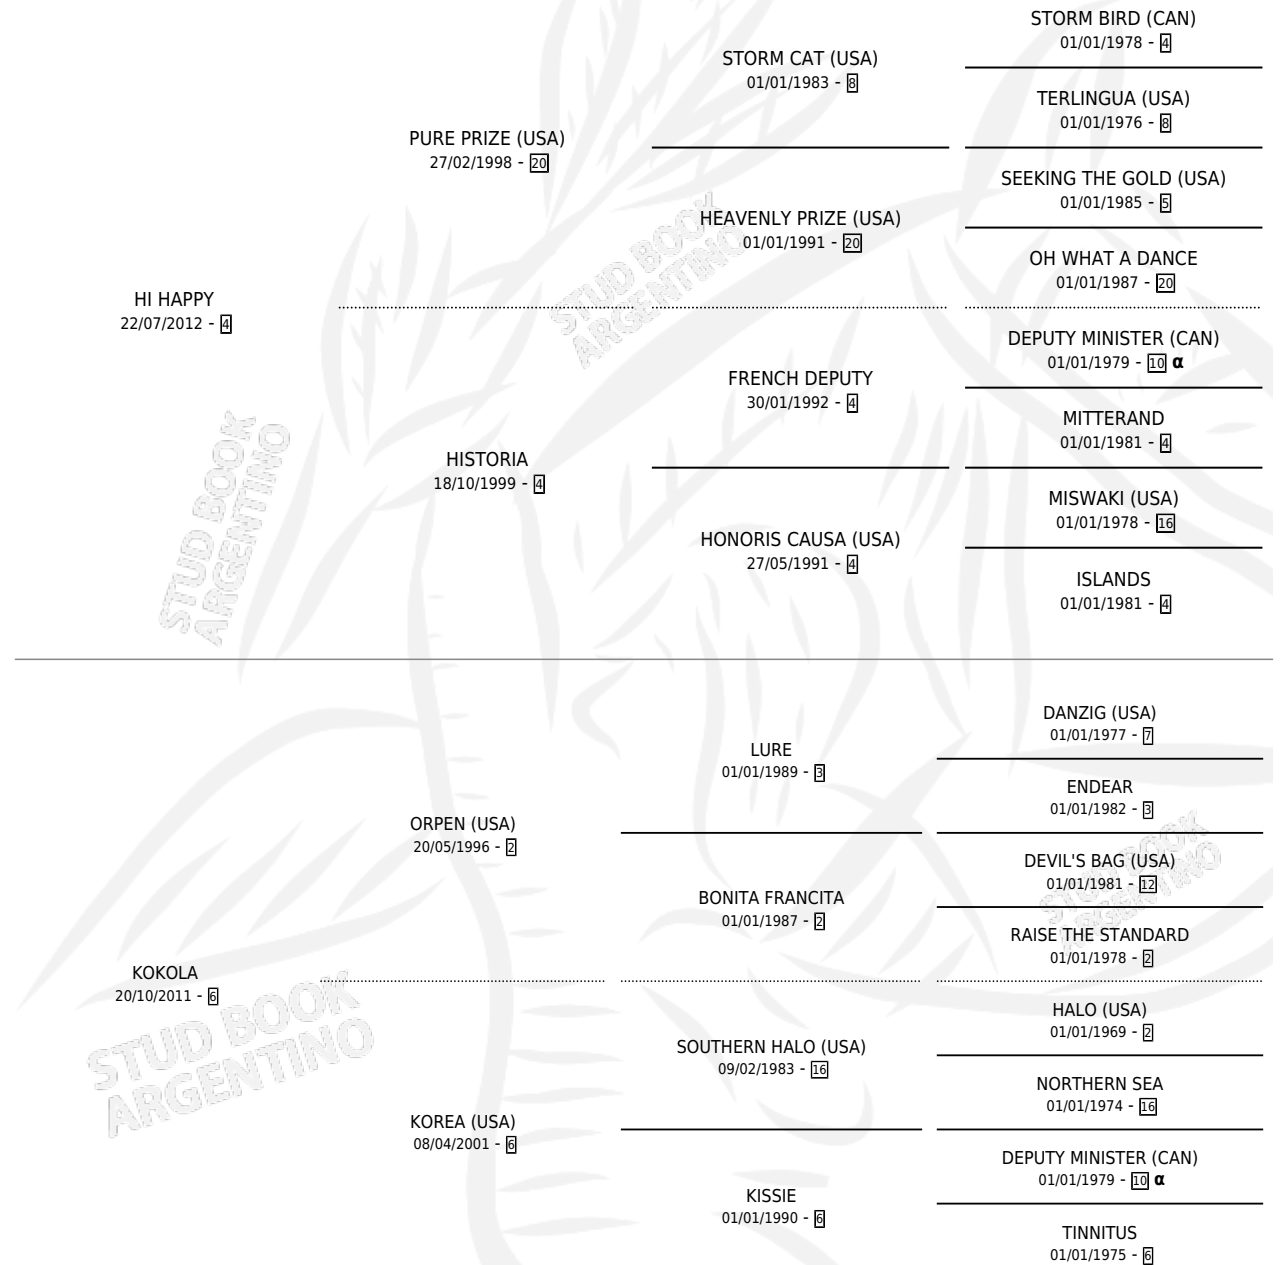 STORM BIRD (CAN)
01/01/1978 - 4
STORM CAT (USA)
01/01/1983 - 8
TERLINGUA (USA)
01/01/1976 - 8
PURE PRIZE (USA)
27/02/1998 - 20
SEEKING THE GOLD (USA)
01/01/1985 - 5
HEAVENLY PRIZE (USA)
01/01/1991 - 20
OH WHAT A DANCE
01/01/1987 - 20
HI HAPPY
22/07/2012 - 4
DEPUTY MINISTER (CAN)
01/01/1979 - 10 α
FRENCH DEPUTY
30/01/1992 - 4
MITTERAND
01/01/1981 - 4
HISTORIA
18/10/1999 - 4
MISWAKI (USA)
01/01/1978 - 16
HONORIS CAUSA (USA)
27/05/1991 - 4
ISLANDS
01/01/1981 - 4
DANZIG (USA)
01/01/1977 - 7
LURE
01/01/1989 - 3
ENDEAR
01/01/1982 - 3
ORPEN (USA)
20/05/1996 - 2
DEVIL'S BAG (USA)
01/01/1981 - 12
BONITA FRANCITA
01/01/1987 - 2
RAISE THE STANDARD
01/01/1978 - 2
KOKOLA
20/10/2011 - 6
HALO (USA)
01/01/1969 - 2
SOUTHERN HALO (USA)
09/02/1983 - 16
NORTHERN SEA
01/01/1974 - 16
KOREA (USA)
08/04/2001 - 6
DEPUTY MINISTER (CAN)
01/01/1979 - 10 α
KISSIE
01/01/1990 - 6
TINNITUS
01/01/1975 - 6
STUD BOOK
ARGENTINO
STUD BOOK
ARGENTINO
STUD BOOK
ARGENTINO
STUD BOOK
ARGENTINO